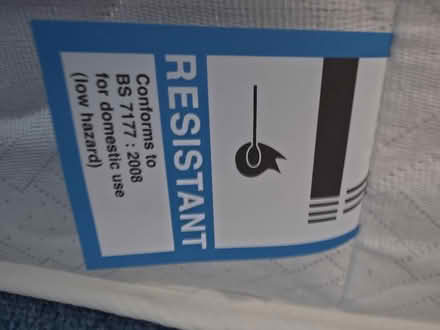 RESISTANT
Conforms to
BS 7177 : 2008
for domestic use
(low hazard)